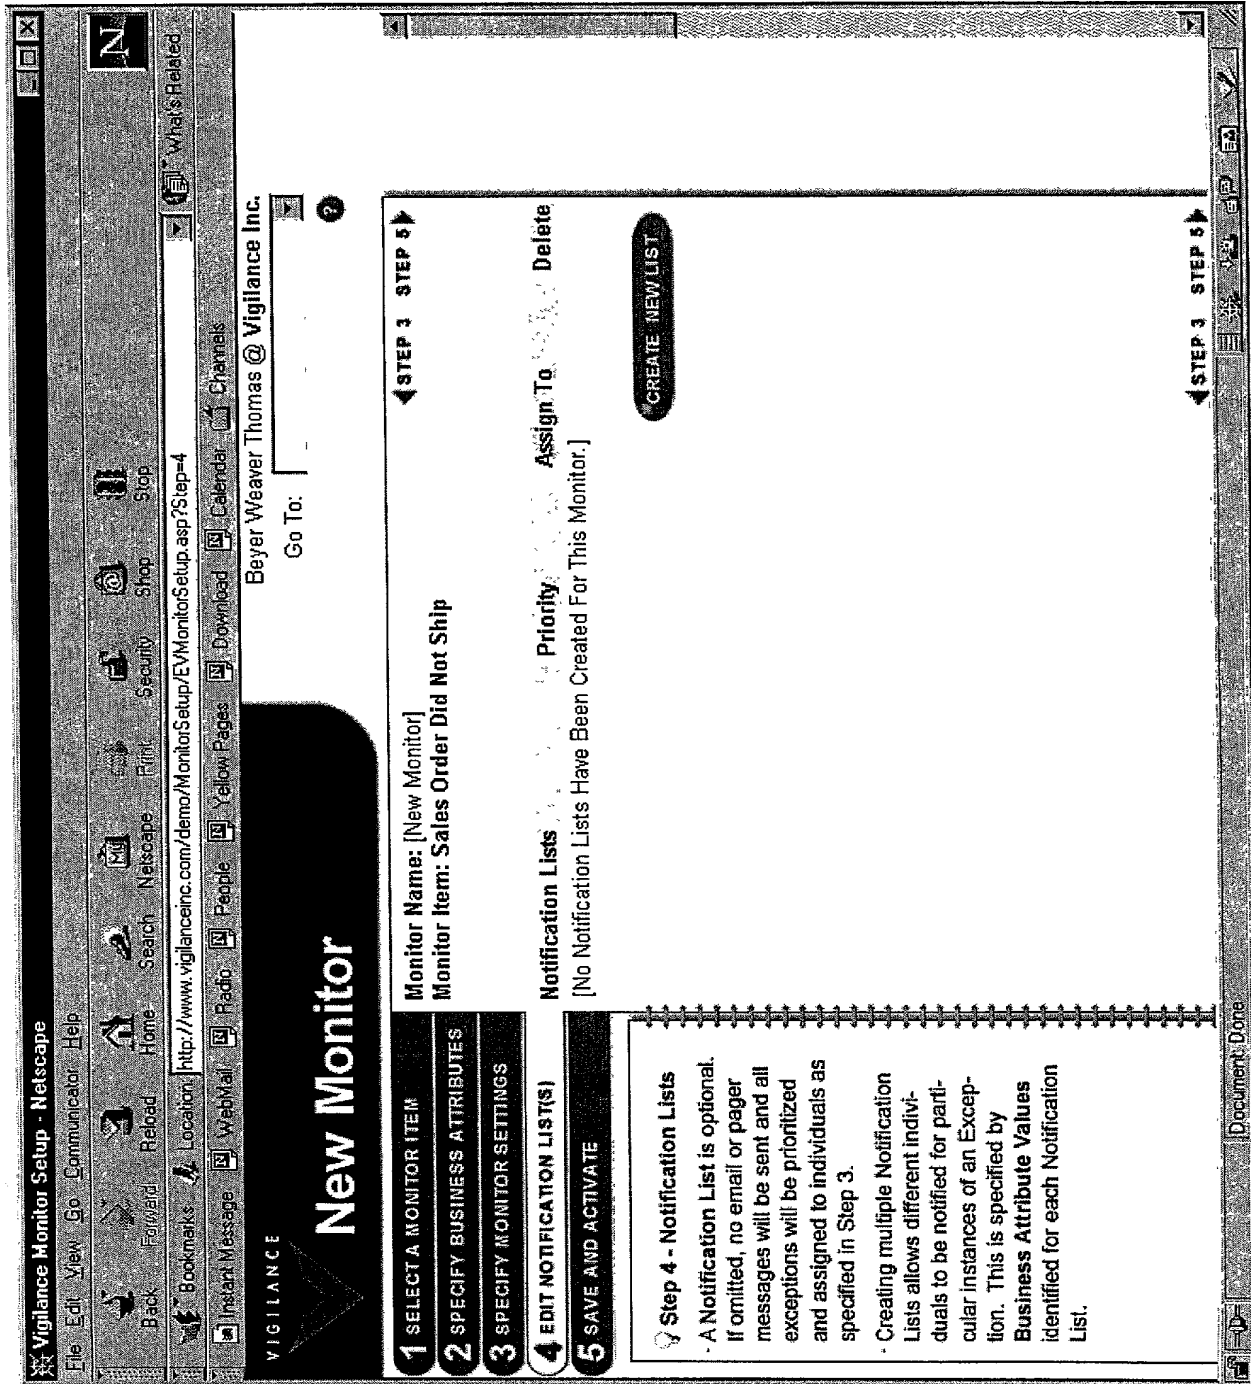 Vigilance Monitor Setup - Netscape
File Edit View Go Communicator Help
Back Forward Reload Home Search Netscape Print Security Shop Stop
N
Bookmarks Location: http://www.vigilanceinc.com/demo/MonitorSetup/EVMonitorSetup.asp?Step=4 What's Related
Instant Message WebMail Radio People Yellow Pages Download Calendar Channels
VIGILANCE
New Monitor
Beyer Weaver Thomas @ Vigilance Inc.
Go To:
?
1 SELECT A MONITOR ITEM
2 SPECIFY BUSINESS ATTRIBUTES
3 SPECIFY MONITOR SETTINGS
4 EDIT NOTIFICATION LIST(S)
5 SAVE AND ACTIVATE
Step 4 - Notification Lists
- A Notification List is optional.
If omitted, no email or pager
messages will be sent and all
exceptions will be prioritized
and assigned to individuals as
specified in Step 3.
- Creating multiple Notification
Lists allows different indivi-
duals to be notified for parti-
cular instances of an Excep-
tion. This is specified by
Business Attribute Values
identified for each Notification
List.
STEP 3 STEP 5
Monitor Name: [New Monitor]
Monitor Item: Sales Order Did Not Ship
Notification Lists Priority Assign To Delete
[No Notification Lists Have Been Created For This Monitor.]
CREATE NEW LIST
STEP 3 STEP 5
Document: Done